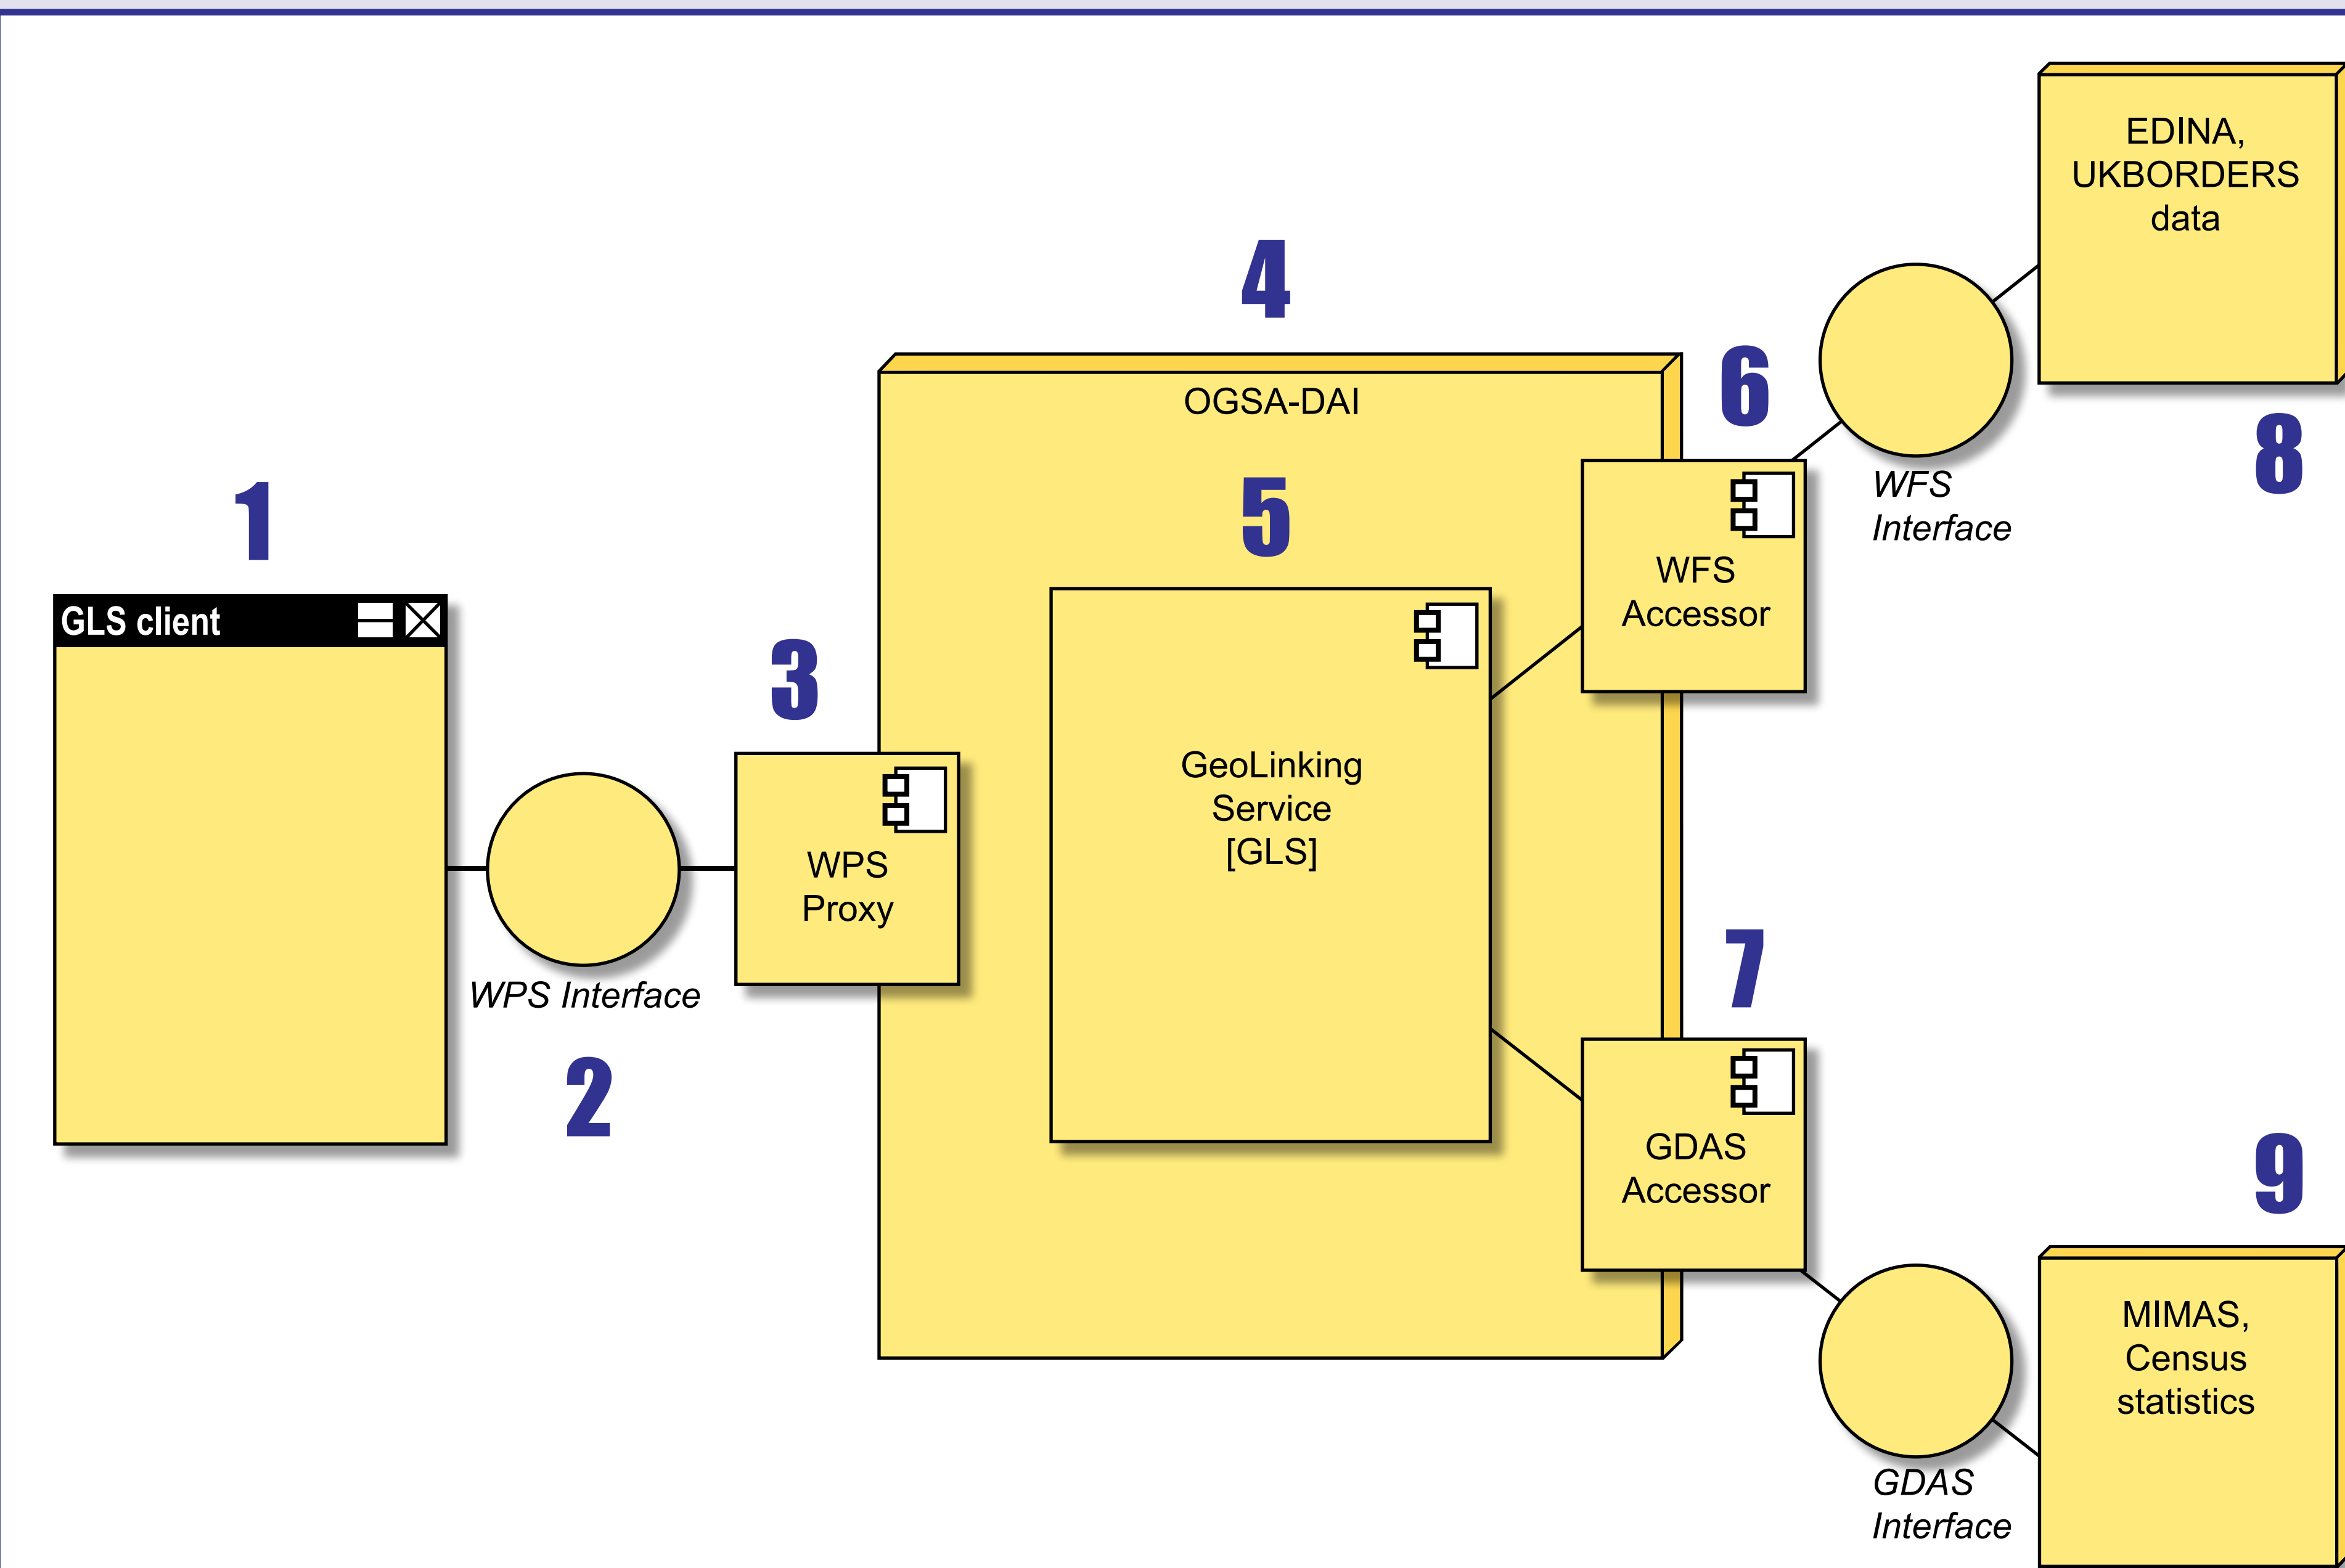 1
GLS client
WPS Interface
2
3
WPS
Proxy
4
OGSA-DAI
5
GeoLinking
Service
[GLS]
6
WFS
Accessor
WFS
Interface
EDINA,
UKBORDERS
data
8
7
GDAS
Accessor
GDAS
Interface
9
MIMAS,
Census
statistics